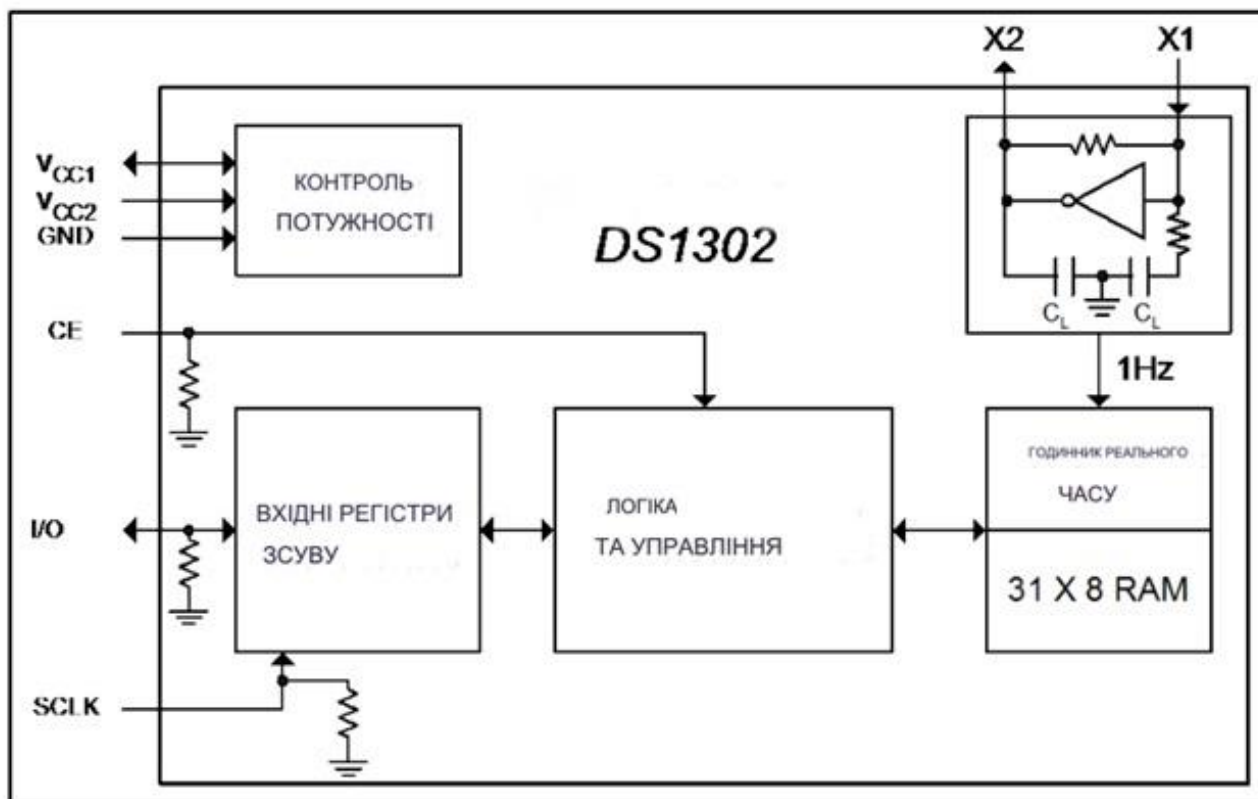 X2 X1
VCC1
VCC2
GND
КОНТРОЛЬ
ПОТУЖНОСТІ
DS1302
CL CL
CE
1Hz
I/O
ВХІДНІ РЕГІСТРИ
ЗСУВУ
ЛОГІКА
ТА УПРАВЛІННЯ
ГОДИННИК РЕАЛЬНОГО
ЧАСУ
31 X 8 RAM
SCLK